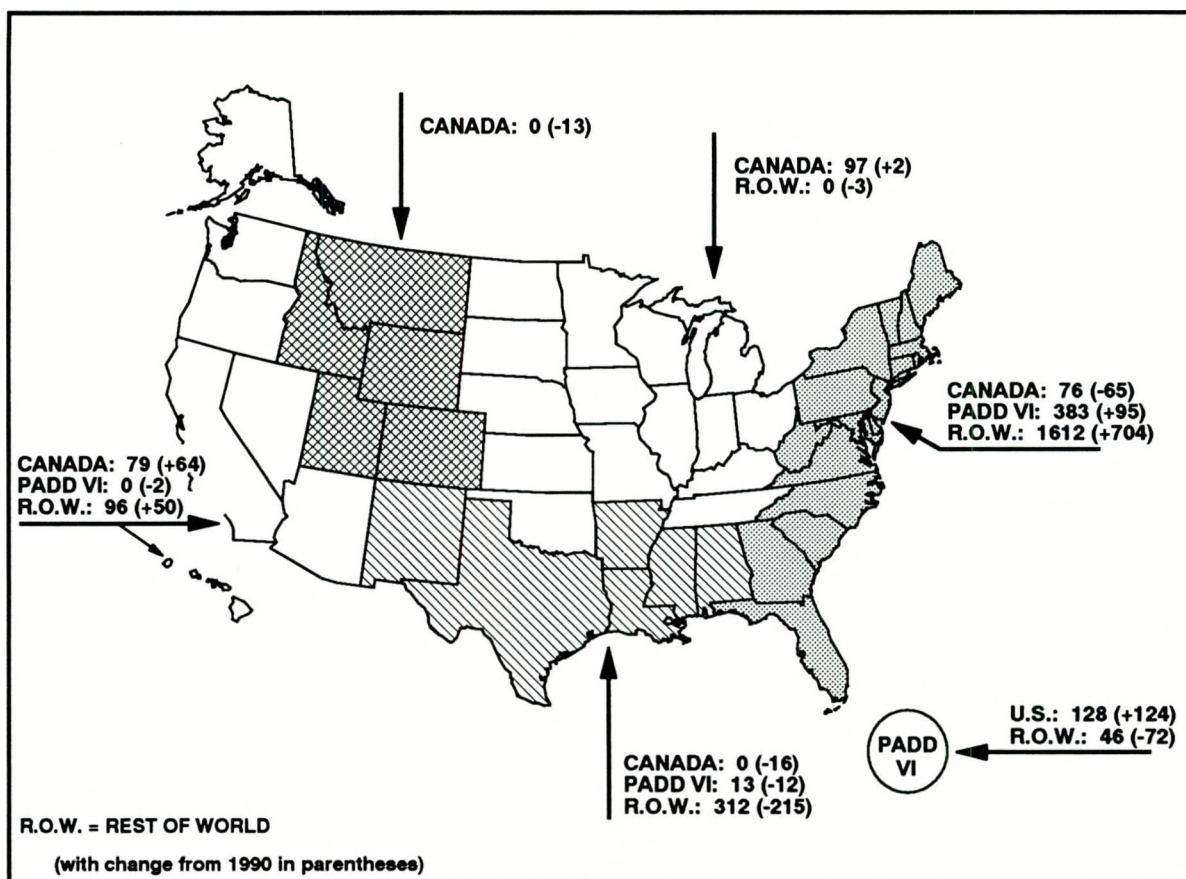 CANADA: 0 (-13)
CANADA: 97 (+2)
R.O.W.: 0 (-3)
CANADA: 76 (-65)
PADD VI: 383 (+95)
R.O.W.: 1612 (+704)
CANADA: 79 (+64)
PADD VI: 0 (-2)
R.O.W.: 96 (+50)
CANADA: 0 (-16)
PADD VI: 13 (-12)
R.O.W.: 312 (-215)
PADD
VI
U.S.: 128 (+124)
R.O.W.: 46 (-72)
R.O.W. = REST OF WORLD
(with change from 1990 in parentheses)